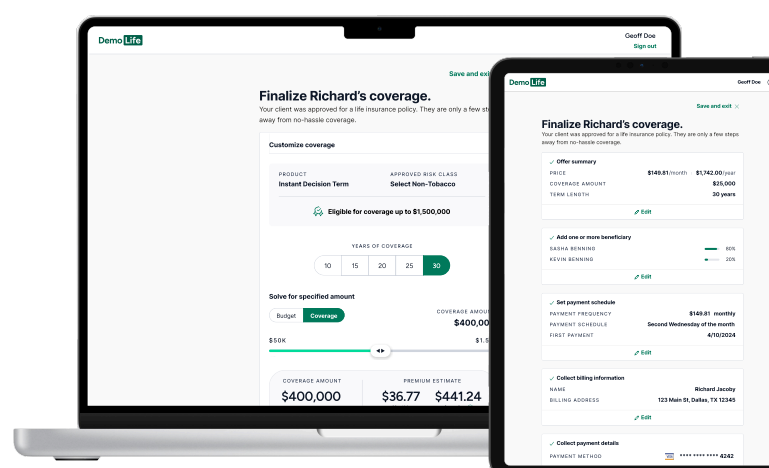 Demo Life
Geoff Doe
Sign out
Save and exi
Finalize Richard's coverage.
Your client was approved for a life insurance policy. They are only a few st
away from no-hassle coverage.
Customize coverage
PRODUCT
APPROVED RISK CLASS
Instant Decision Term
Select Non-Tobacco
Eligible for coverage up to $1,500,000
YEARS OF COVERAGE
10 15 20 25 30
Solve for specified amount
Budget Coverage
COVERAGE AMOU
$400,00
$50K
$1.5
COVERAGE AMOUNT
PREMIUM ESTIMATE
$400,000
$36.77 $441.24
Demo Life
Geoff Doe
Save and exit
Finalize Richard's coverage.
Your client was approved for a life insurance policy. They are only a few steps
away from no-hassle coverage.
Offer summary
PRICE $149.81/month · $1,742.00/year
COVERAGE AMOUNT $25,000
TERM LENGTH 30 years
Edit
Add one or more beneficiary
SASHA BENNING 80%
KEVIN BENNING 20%
Edit
Set payment schedule
PAYMENT FREQUENCY $149.81 monthly
PAYMENT SCHEDULE Second Wednesday of the month
FIRST PAYMENT 4/10/2024
Edit
Collect billing information
NAME Richard Jacoby
BILLING ADDRESS 123 Main St, Dallas, TX 12345
Edit
Collect payment details
PAYMENT METHOD **** **** **** 4242